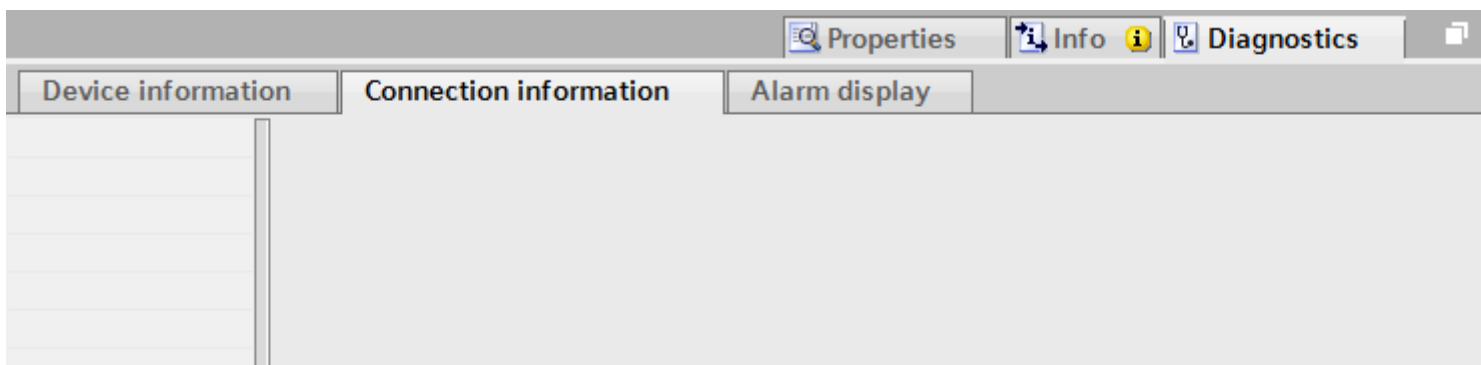 Properties Info Diagnostics
Device information Connection information Alarm display